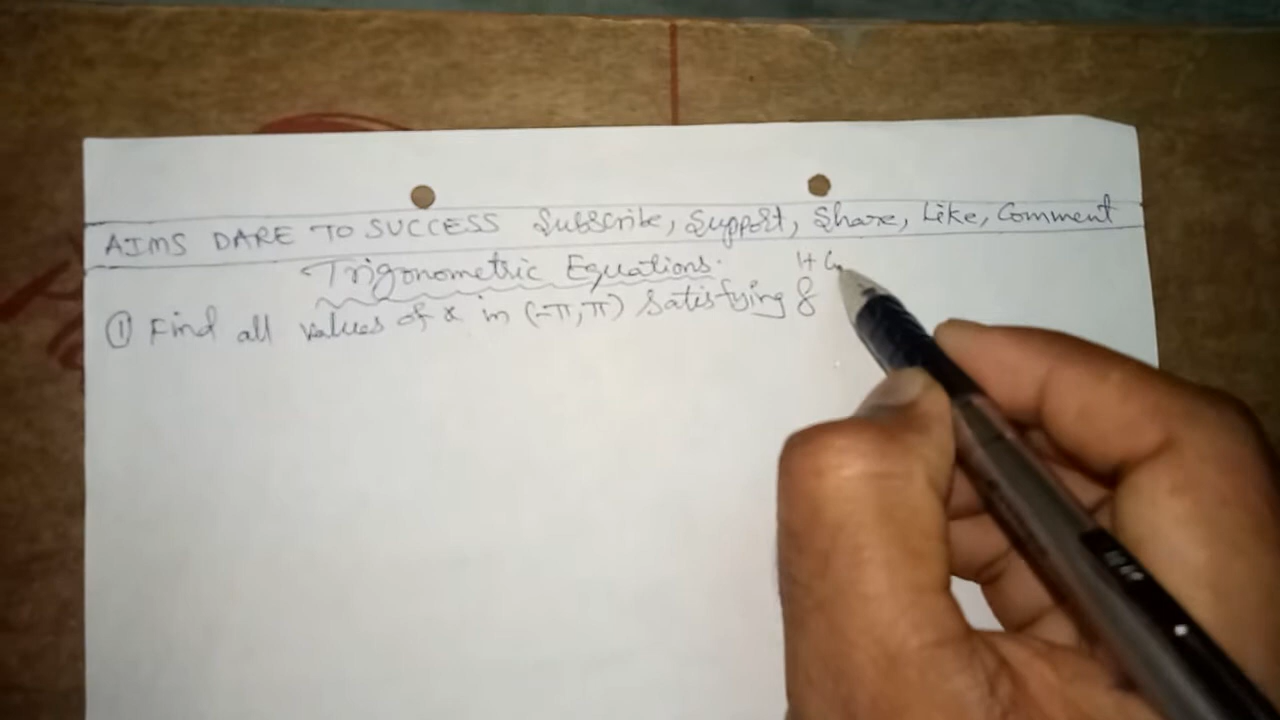 AIMS DARE TO SUCCESS Subscribe, Support, Share, Like, Comment
Trigonometric Equations.
① Find all values of x in (-π, π) satisfying 8
1+ C